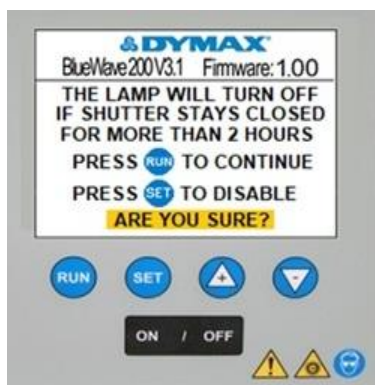 DYMAX
BlueWave 200 V3.1 Firmware: 1.00
THE LAMP WILL TURN OFF
IF SHUTTER STAYS CLOSED
FOR MORE THAN 2 HOURS
PRESS RUN TO CONTINUE
PRESS SET TO DISABLE
ARE YOU SURE?
RUN SET + -
ON / OFF